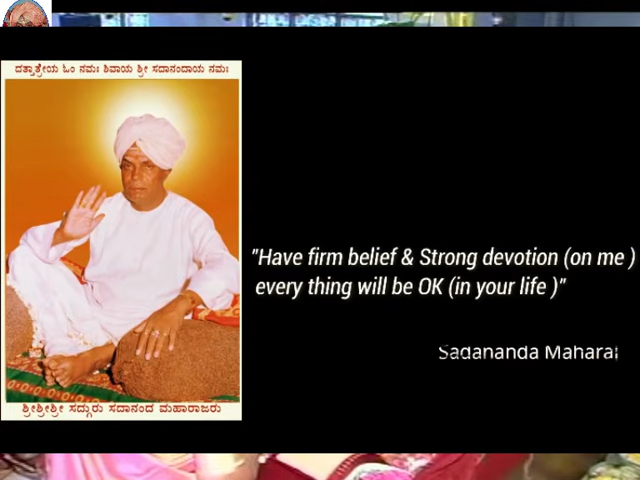 ದತ್ತಾತ್ರೇಯ ಓಂ ನಮಃ ಶಿವಾಯ ಶ್ರೀ ಸದಾನಂದಾಯ ನಮಃ
"Have firm belief & Strong devotion (on me )
every thing will be OK (in your life )"
Sadananda Maharaj
ಶ್ರೀಶ್ರೀಶ್ರೀ ಸದ್ಗುರು ಸದಾನಂದ ಮಹಾರಾಜರು